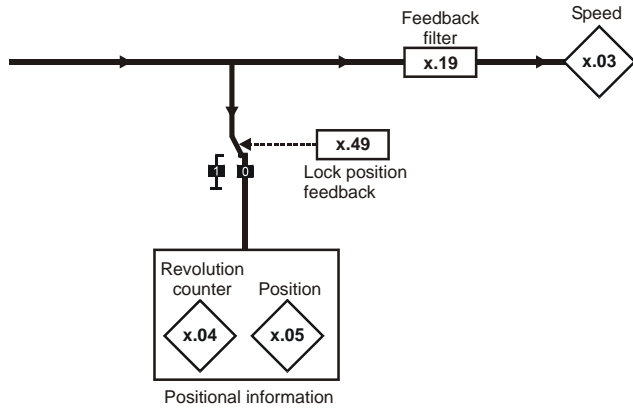 Feedback
filter
Speed
x.19
x.03
x.49
Lock position
feedback
1 0
Revolution
counter
Position
x.04
x.05
Positional information